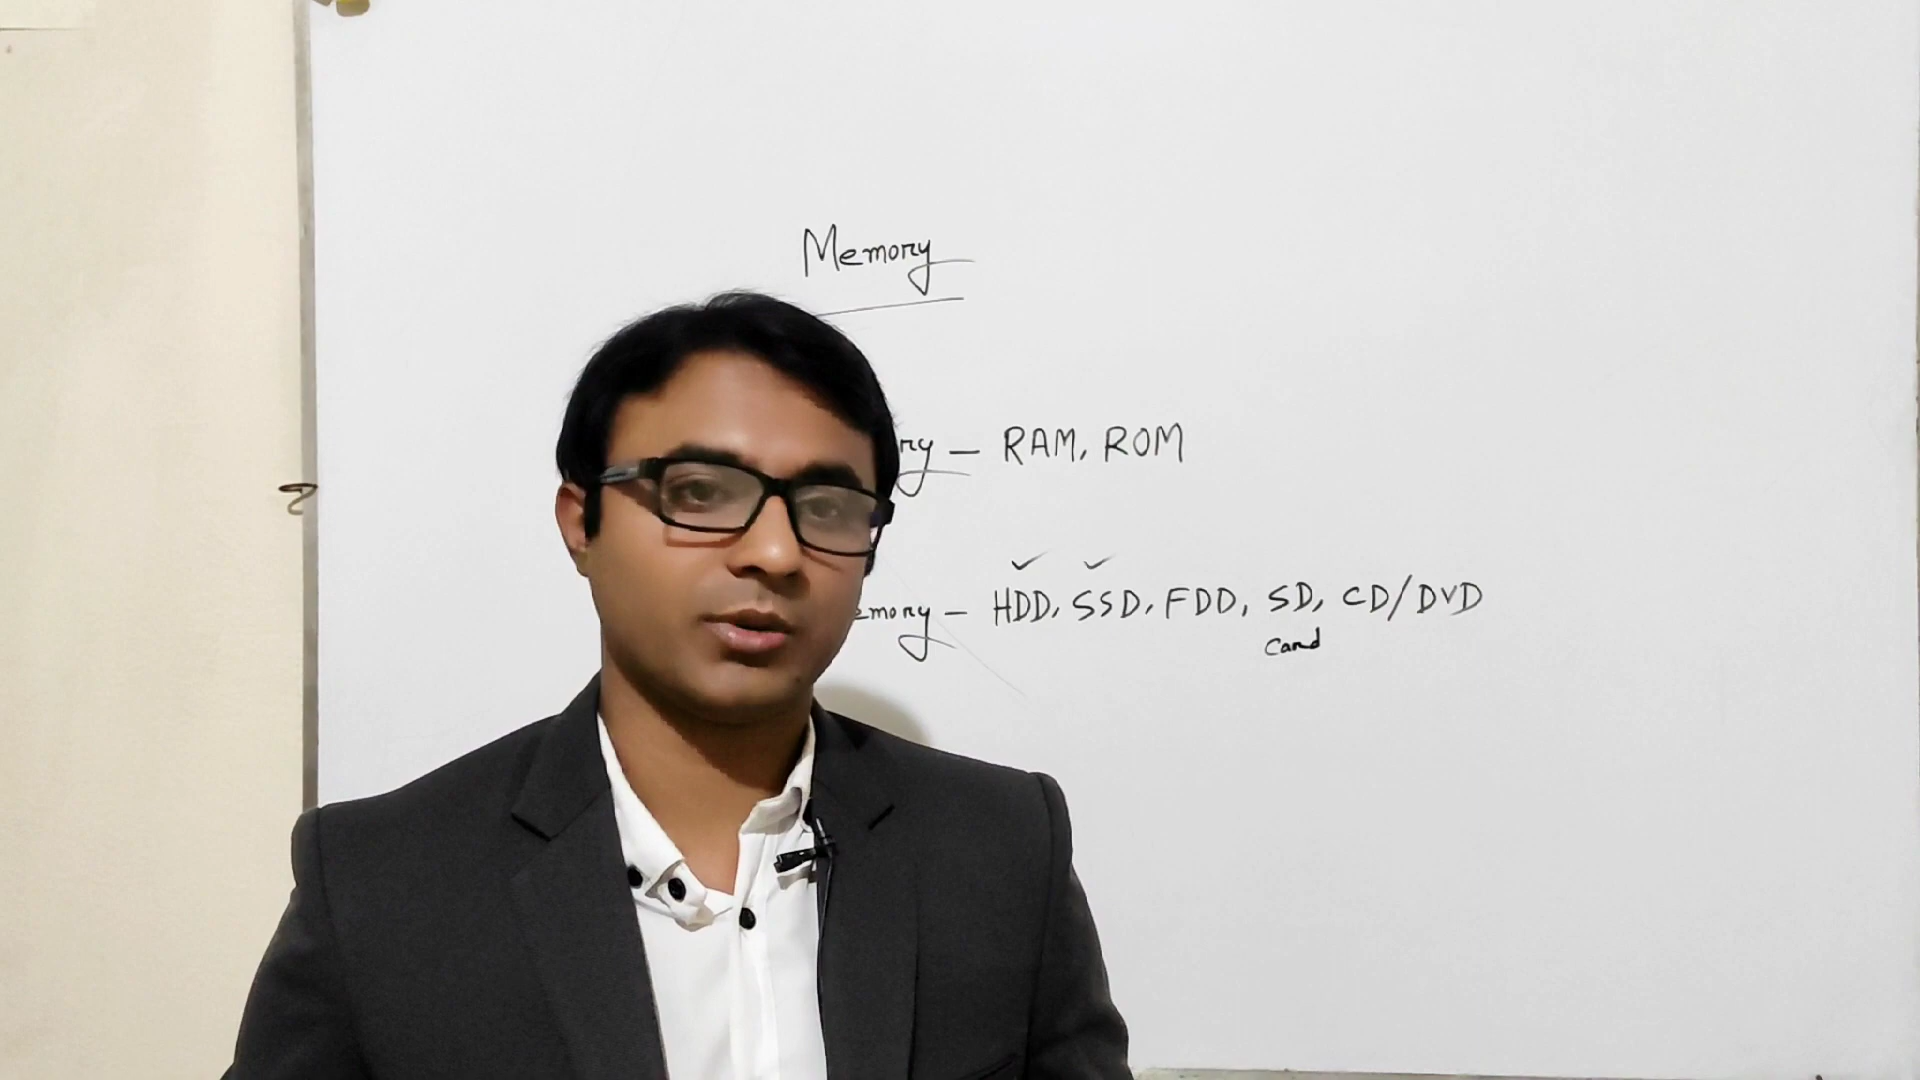 Memory
RAM, ROM
HDD, SSD, FDD, SD, CD/DVD
Card